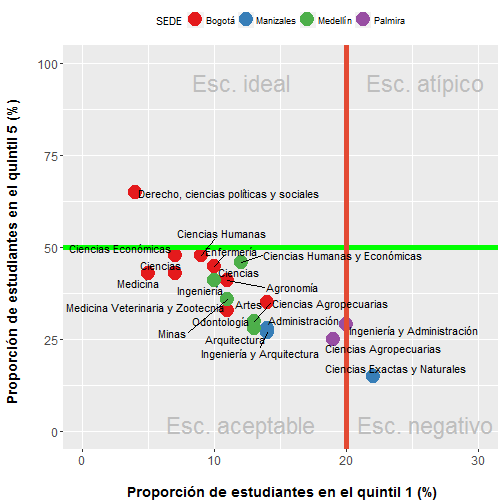 SEDE Bogotá Manizales Medellín Palmira
Proporción de estudiantes en el quintil 5 (%)
100
75
50
25
0
Esc. ideal
Esc. atípico
Derecho, ciencias políticas y sociales
Ciencias Humanas
Ciencias Económicas
Enfermería
Ciencias Humanas y Económicas
Ciencias
Ciencias
Medicina
Ingeniería
Agronomía
Medicina Veterinaria y Zootecnia
Artes
Ciencias Agropecuarias
Odontología
Administración
Minas
Arquitectura
Ingeniería y Administración
Ingeniería y Arquitectura
Ciencias Agropecuarias
Ciencias Exactas y Naturales
Esc. aceptable
Esc. negativo
0
10
20
30
Proporción de estudiantes en el quintil 1 (%)